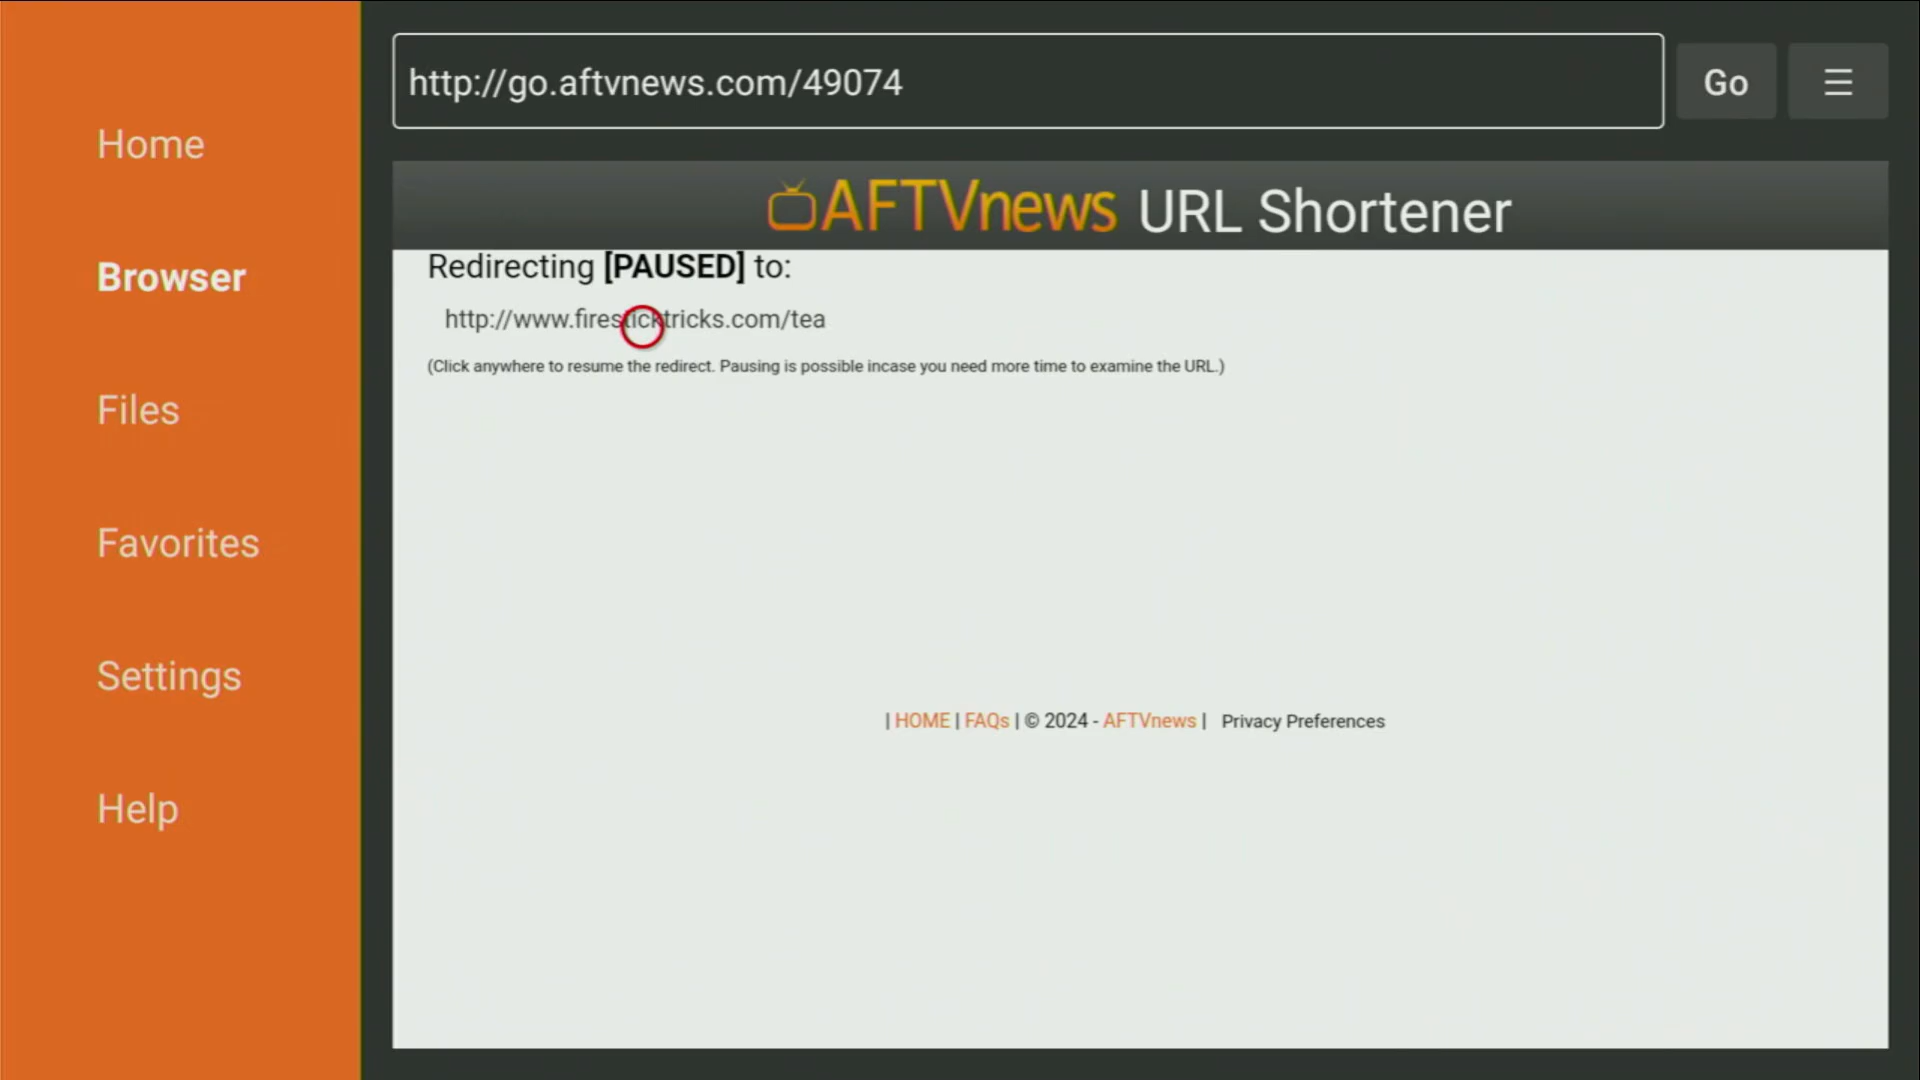 http://go.aftvnews.com/49074
Go
Home
Browser
Files
Favorites
Settings
Help
AFTVnews URL Shortener
Redirecting [PAUSED] to:
http://www.firesticktricks.com/tea
(Click anywhere to resume the redirect. Pausing is possible incase you need more time to examine the URL.)
| HOME | FAQs | © 2024 - AFTVnews | Privacy Preferences